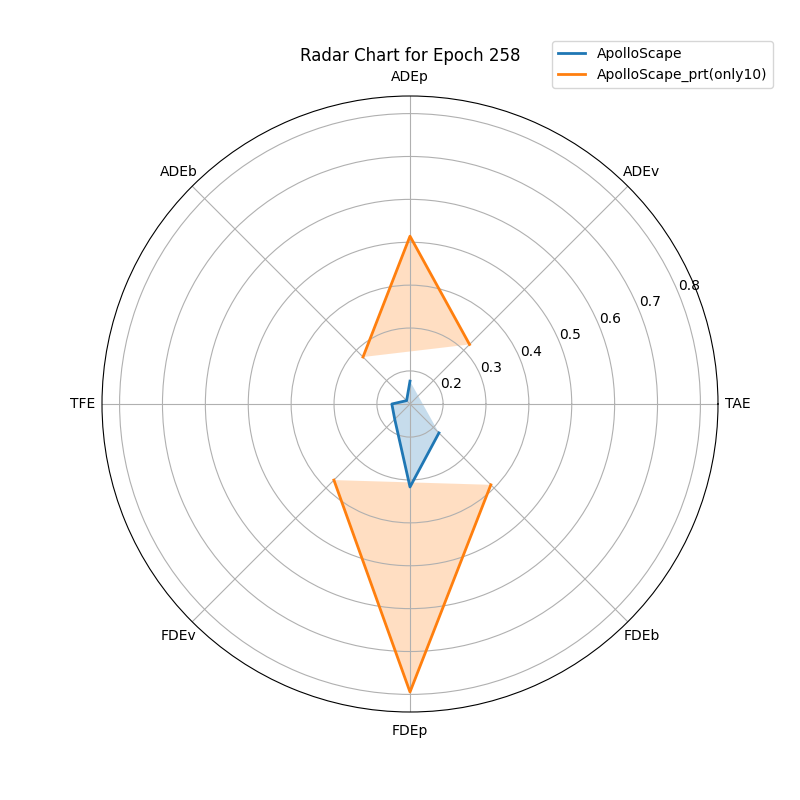 Radar Chart for Epoch 258
ApolloScape
ApolloScape_prt(only10)
ADEp
ADEb
ADEv
0.8
0.7
0.6
0.5
0.4
0.3
0.2
TFE
TAE
FDEv
FDEb
FDEp